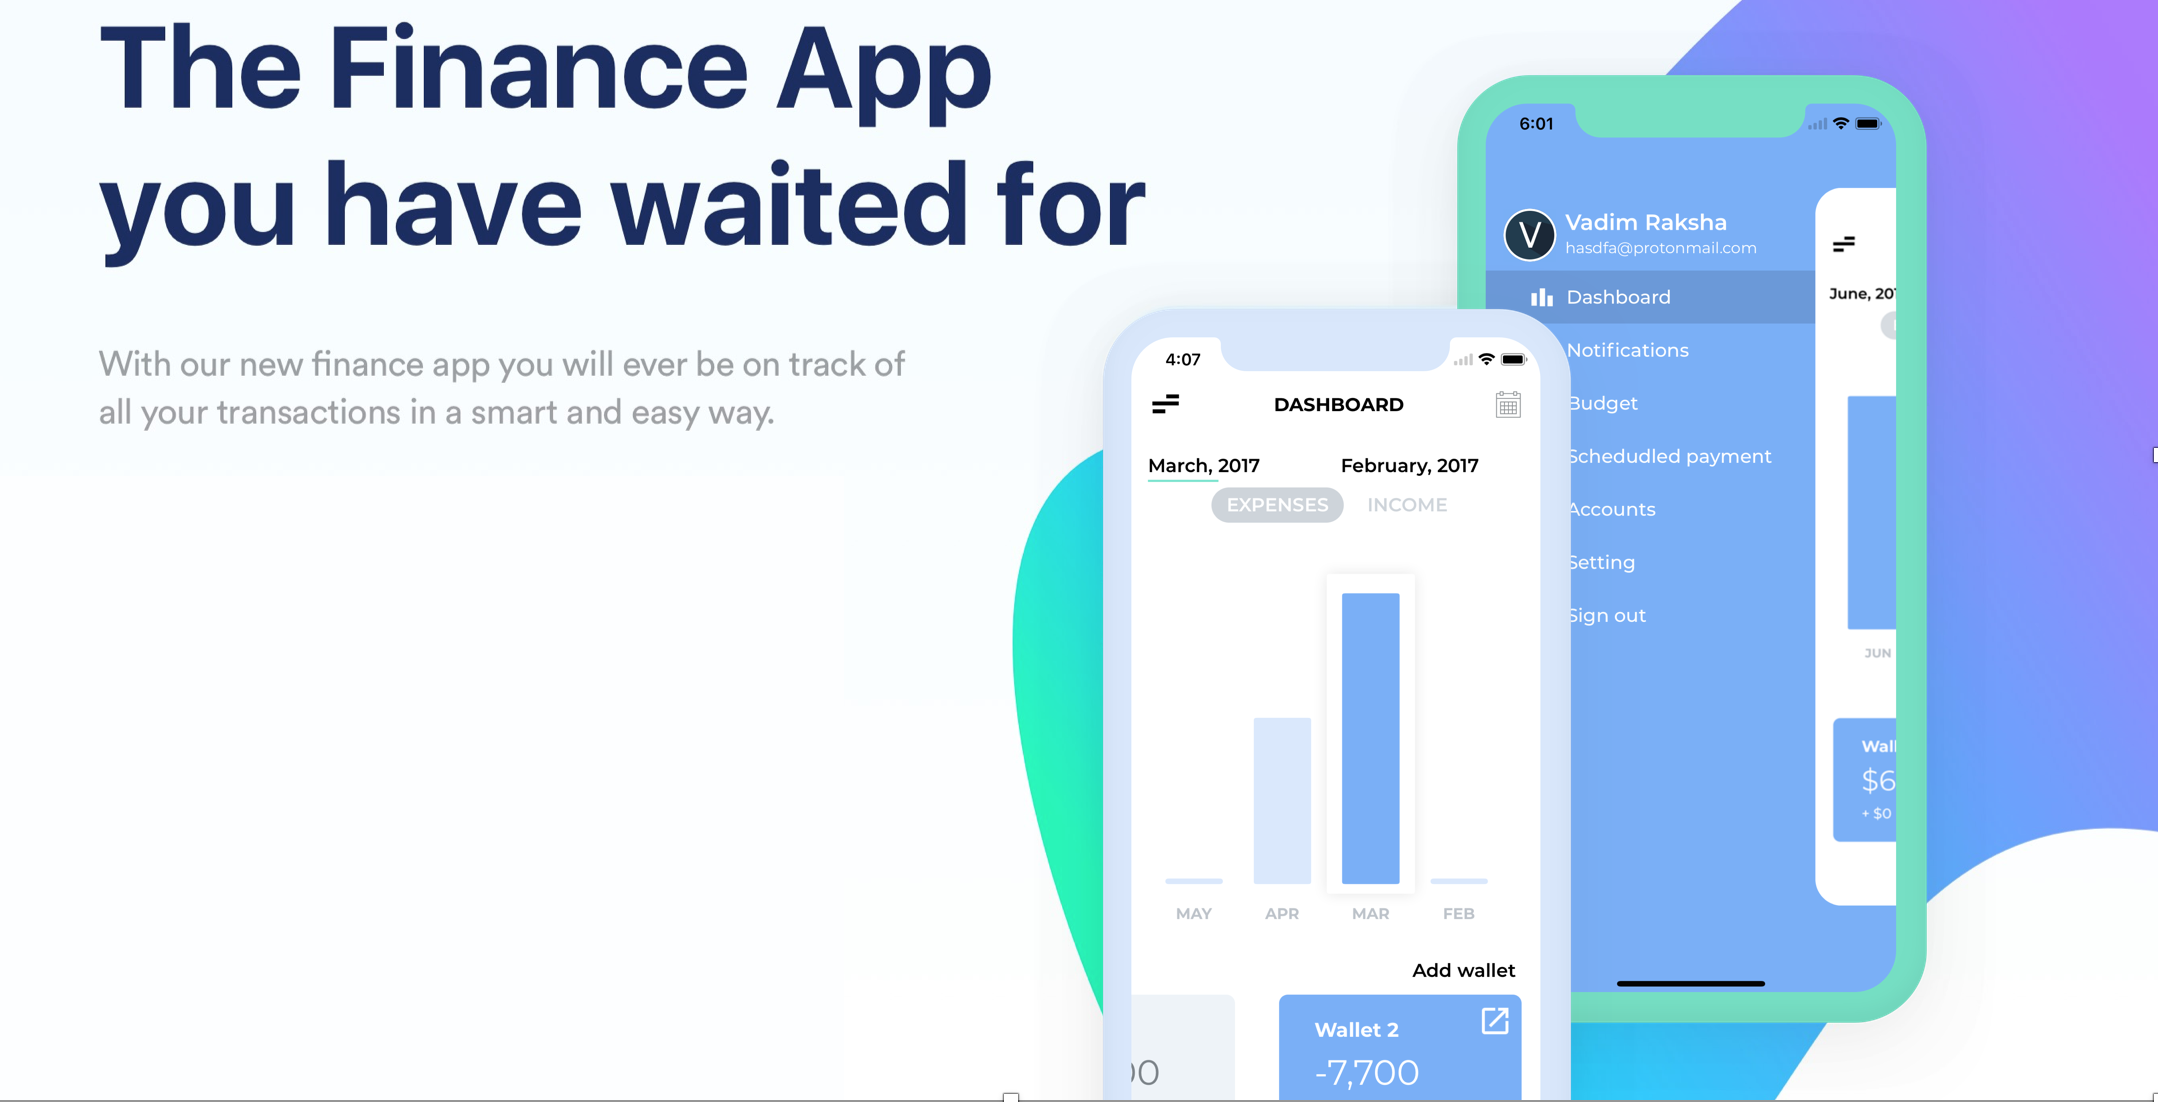 The Finance App
you have waited for
With our new finance app you will ever be on track of
all your transactions in a smart and easy way.
4:07
DASHBOARD
March, 2017 February, 2017
EXPENSES INCOME
MAY APR MAR FEB
Add wallet
Wallet 2
-7,700
6:01
V
Vadim Raksha
hasdfa@protonmail.com
Dashboard
Notifications
Budget
Schedudled payment
Accounts
Setting
Sign out
June, 201
JUN
Wall
$6
+ $0